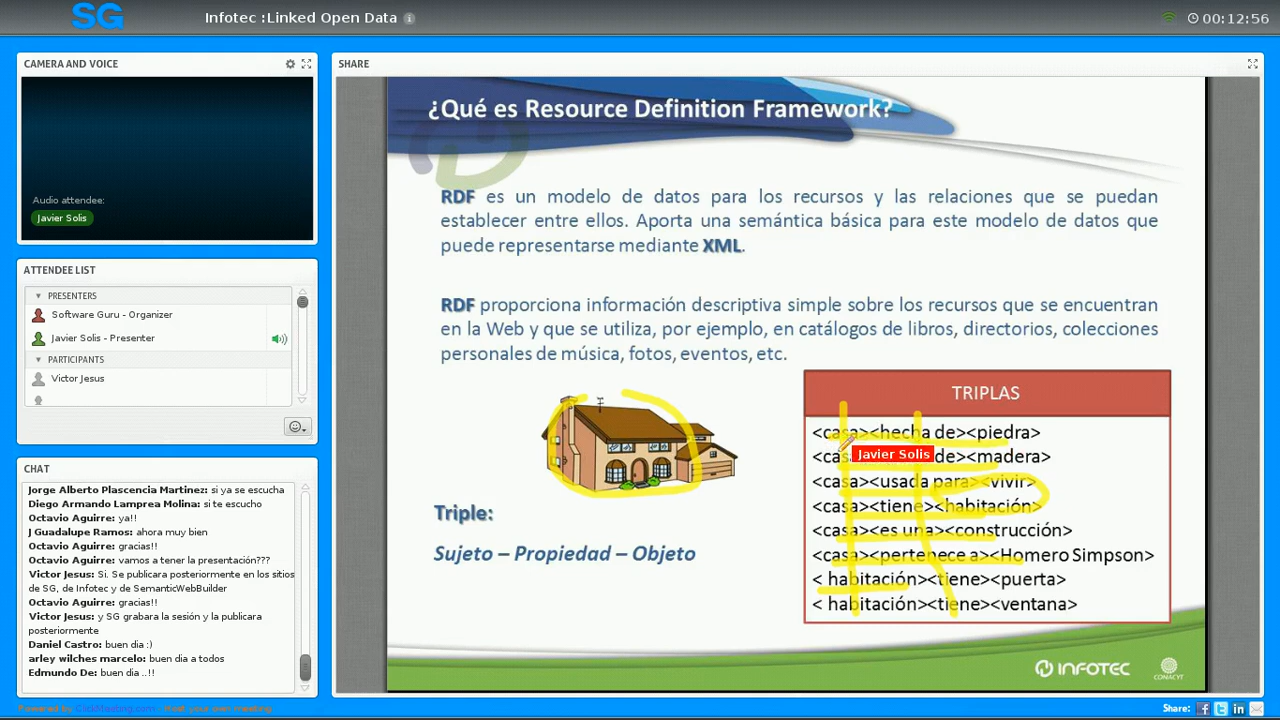 SG
Infotec :Linked Open Data
00:12:56
CAMERA AND VOICE
Audio attendee:
Javier Solis
ATTENDEE LIST
PRESENTERS
Software Guru - Organizer
Javier Solis - Presenter
PARTICIPANTS
Victor Jesus
CHAT
Jorge Alberto Plascencia Martinez: si ya se escucha
Diego Armando Lamprea Molina: si te escucho
Octavio Aguirre: ya!!
J Guadalupe Ramos: ahora muy bien
Octavio Aguirre: gracias!!
Octavio Aguirre: vamos a tener la presentación???
Victor Jesus: Si. Se publicara posteriormente en los sitios
de SG, de Infotec y de SemanticWebBuilder
Octavio Aguirre: gracias!!
Victor Jesus: y SG grabara la sesión y la publicara
posteriormente
Daniel Castro: buen dia :)
arley wilches marcelo: buen dia a todos
Edmundo De: buen dia ..!!
Powered by ClickMeeting.com. Host your own meeting.
SHARE
¿Qué es Resource Definition Framework?
RDF es un modelo de datos para los recursos y las relaciones que se puedan
establecer entre ellos. Aporta una semántica básica para este modelo de datos que
puede representarse mediante XML.
RDF proporciona información descriptiva simple sobre los recursos que se encuentran
en la Web y que se utiliza, por ejemplo, en catálogos de libros, directorios, colecciones
personales de música, fotos, eventos, etc.
Triple:
Sujeto – Propiedad – Objeto
TRIPLAS
<casa><hecha de><piedra>
<cas de><madera>
Javier Solis
<casa><usada para><vivir>
<casa><tiene><habitación>
<casa><es una><construcción>
<casa><pertenece a><Homero Simpson>
< habitación><tiene><puerta>
< habitación><tiene><ventana>
INFOTEC
CONACYT
Share: